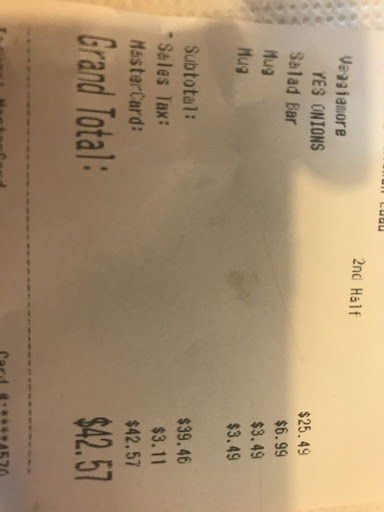 2nd Half
Veggiamore $25.49
YES ONIONS
Salad Bar $6.99
Mug $3.49
Mug $3.49
Subtotal: $39.46
* Sales Tax: $3.11
MasterCard: $42.57
Grand Total: $42.57